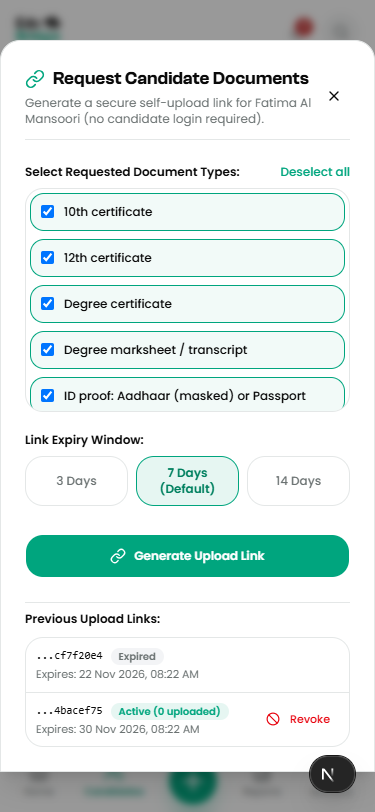 Request Candidate Documents
Generate a secure self-upload link for Fatima Al
Mansoori (no candidate login required).
Select Requested Document Types: Deselect all
10th certificate
12th certificate
Degree certificate
Degree marksheet / transcript
ID proof: Aadhaar (masked) or Passport
Link Expiry Window:
3 Days
7 Days
(Default)
14 Days
Generate Upload Link
Previous Upload Links:
...cf7f20e4 Expired
Expires: 22 Nov 2026, 08:22 AM
...4bacef75 Active (0 uploaded)
Expires: 30 Nov 2026, 08:22 AM
Revoke
N